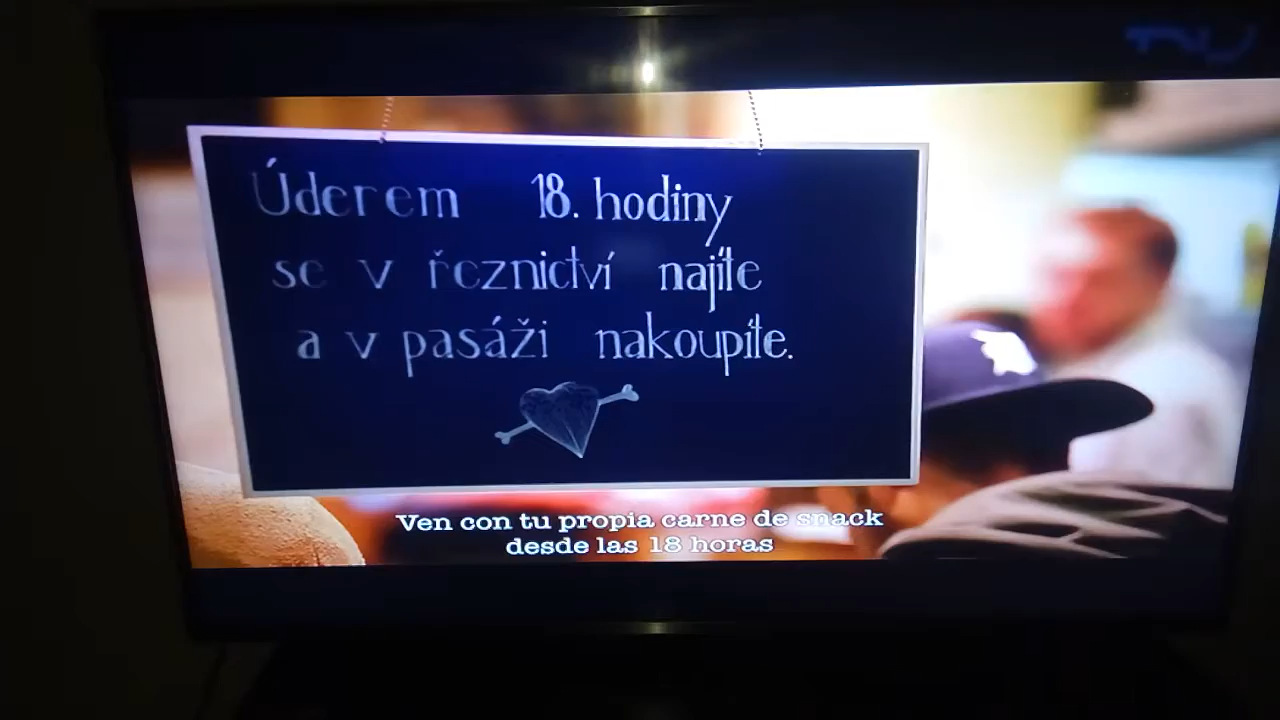 Úderem 18. hodiny
se v řeznictví najíte
a v pasáži nakoupíte.
Ven con tu propia carne de snack
desde las 18 horas